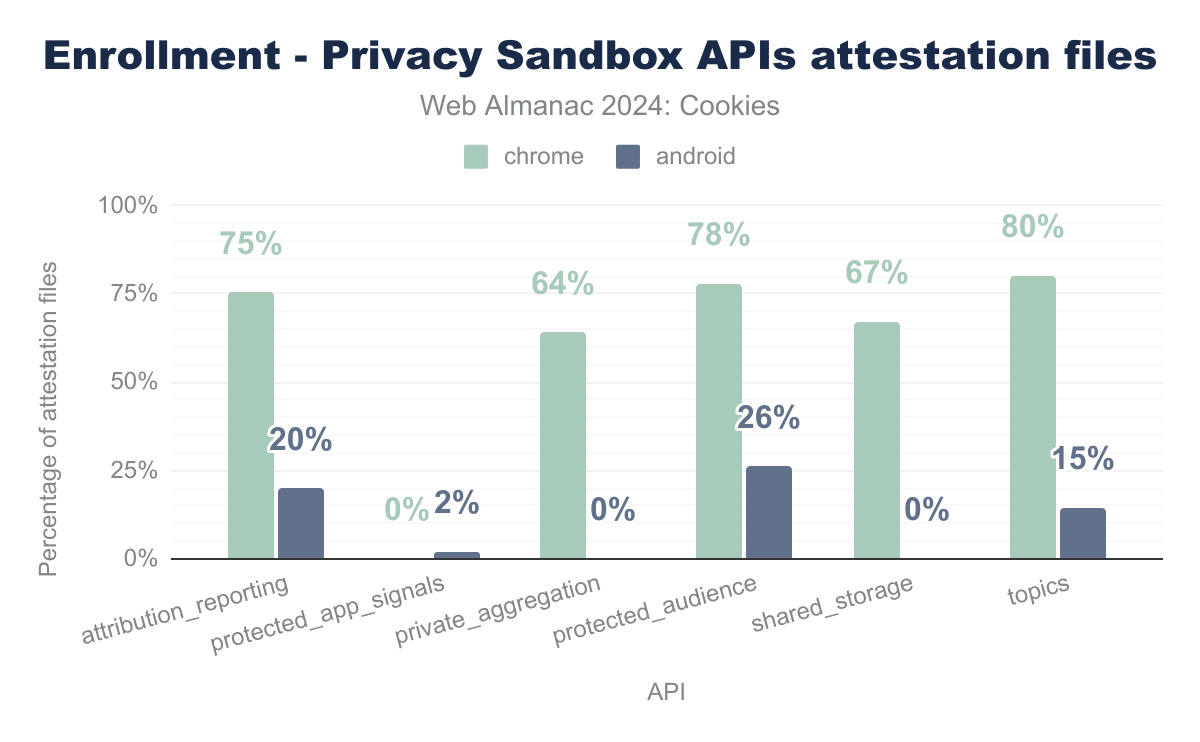 Enrollment - Privacy Sandbox APIs attestation files
Web Almanac 2024: Cookies
chrome android
Percentage of attestation files
100%
75%
50%
25%
0%
75%
20%
0%
2%
64%
0%
78%
26%
67%
0%
80%
15%
attribution_reporting
protected_app_signals
private_aggregation
protected_audience
shared_storage
topics
API